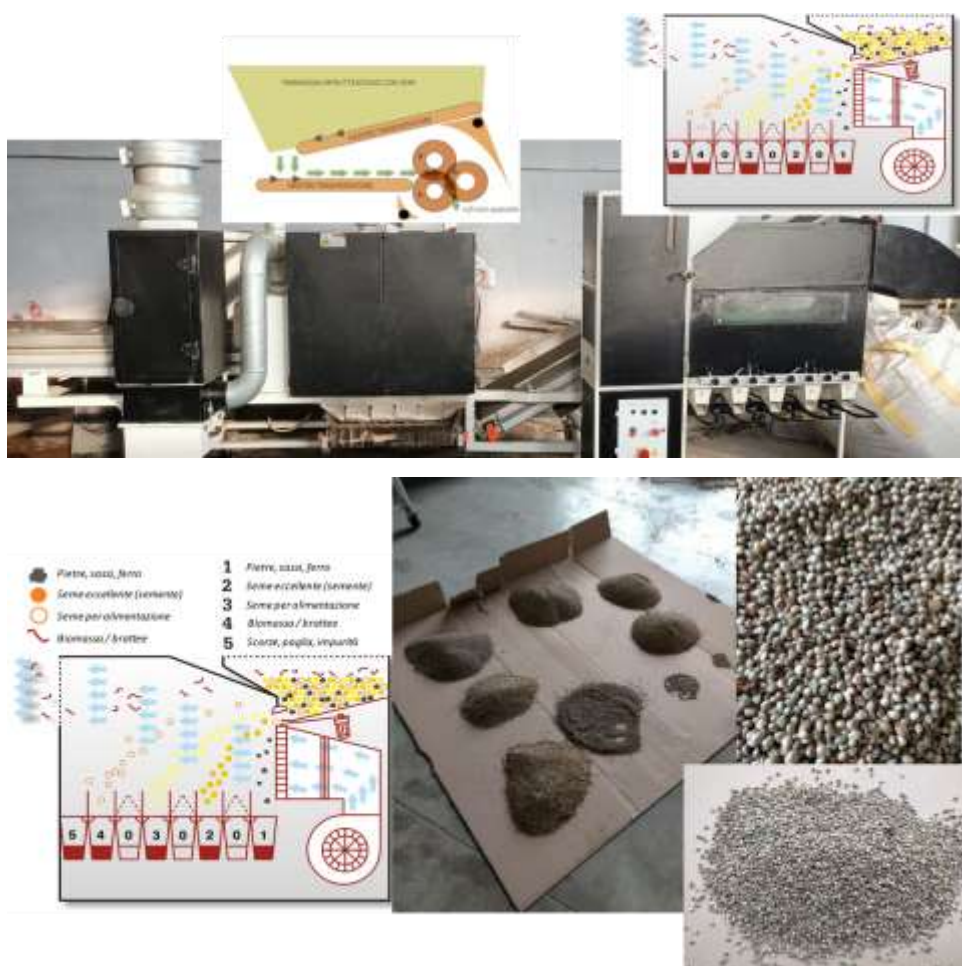 5 4 0 3 0 2 0 1
Pietre, sassi, ferro
Seme eccellente (semente)
Seme per alimentazione
Biomassa / brattee
1 Pietre, sassi, ferro
2 Seme eccellente (semente)
3 Seme per alimentazione
4 Biomassa / brattee
5 Scorze, paglia, impurità
5 4 0 3 0 2 0 1